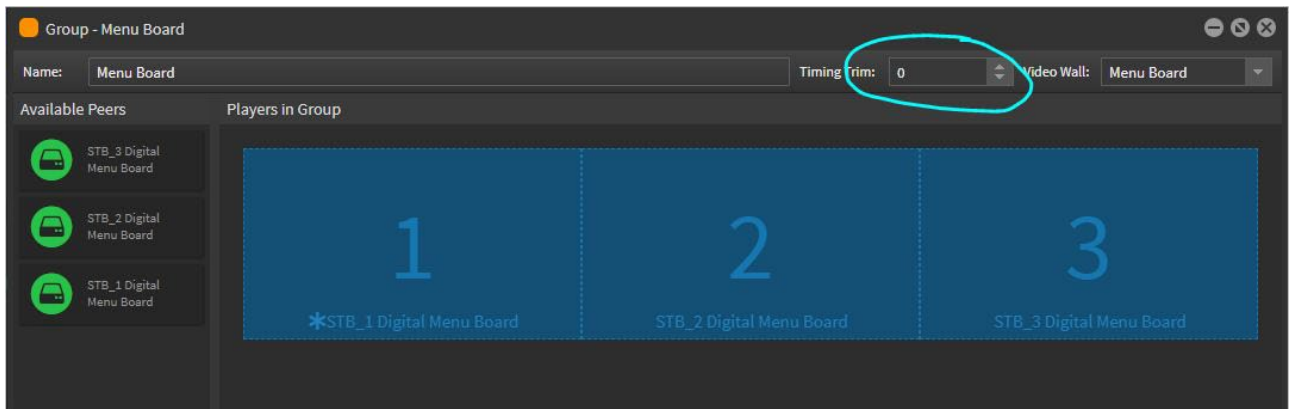 Group - Menu Board
Name: Menu Board Timing Trim: 0 Video Wall: Menu Board
Available Peers Players in Group
STB_3 Digital
Menu Board
STB_2 Digital
Menu Board
STB_1 Digital
Menu Board
1 2 3
✱STB_1 Digital Menu Board STB_2 Digital Menu Board STB_3 Digital Menu Board